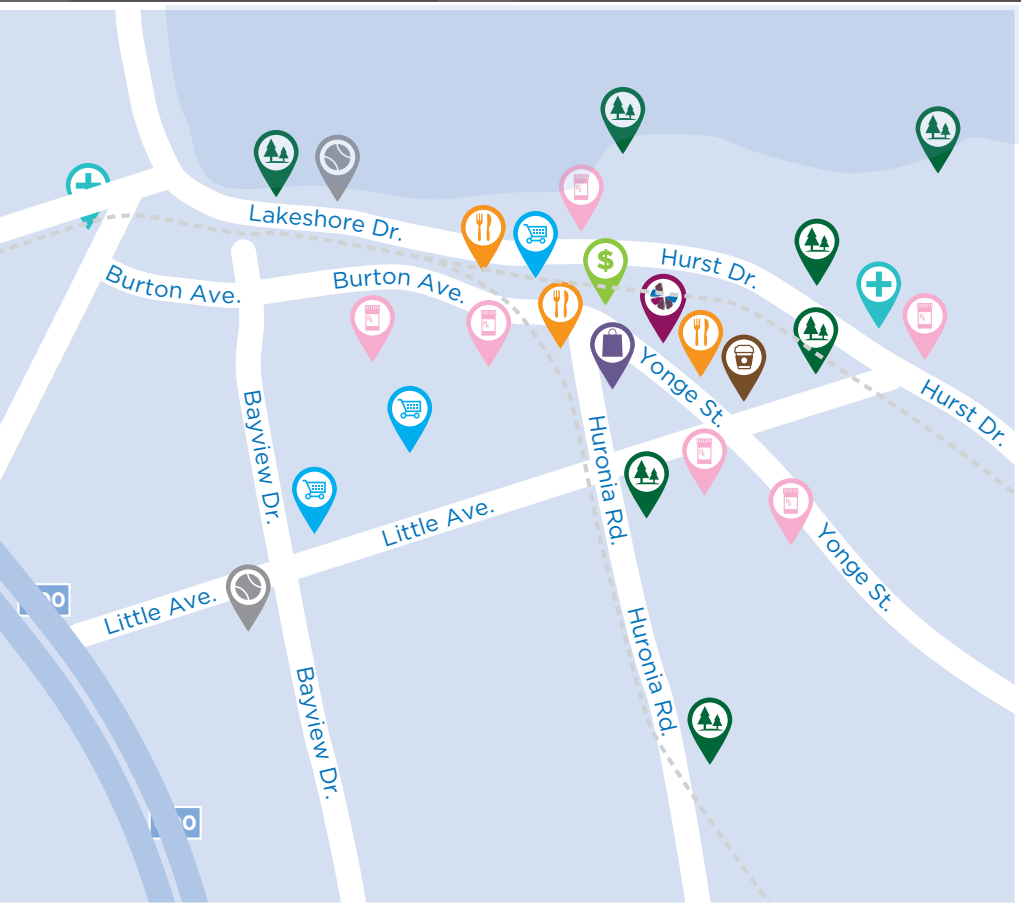 Lakeshore Dr.
Hurst Dr.
$
Burton Ave.
Burton Ave.
Yonge St.
Hurst Dr.
Bayview Dr.
Huronia Rd.
Little Ave.
Yonge St.
Little Ave.
Huronia Rd.
Bayview Dr.